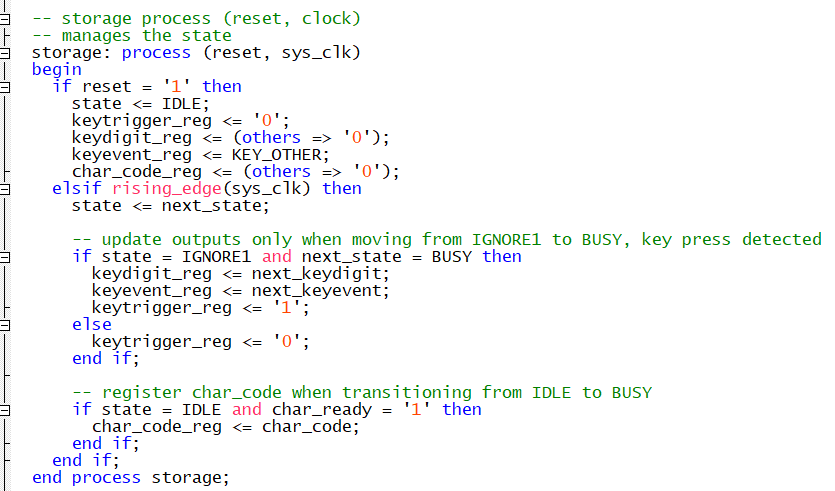 -- storage process (reset, clock)
-- manages the state
storage: process (reset, sys_clk)
begin
  if reset = '1' then
    state <= IDLE;
    keytrigger_reg <= '0';
    keydigit_reg <= (others => '0');
    keyevent_reg <= KEY_OTHER;
    char_code_reg <= (others => '0');
  elsif rising_edge(sys_clk) then
    state <= next_state;

    -- update outputs only when moving from IGNORE1 to BUSY, key press detected
    if state = IGNORE1 and next_state = BUSY then
      keydigit_reg <= next_keydigit;
      keyevent_reg <= next_keyevent;
      keytrigger_reg <= '1';
    else
      keytrigger_reg <= '0';
    end if;

    -- register char_code when transitioning from IDLE to BUSY
    if state = IDLE and char_ready = '1' then
      char_code_reg <= char_code;
    end if;
  end if;
end process storage;